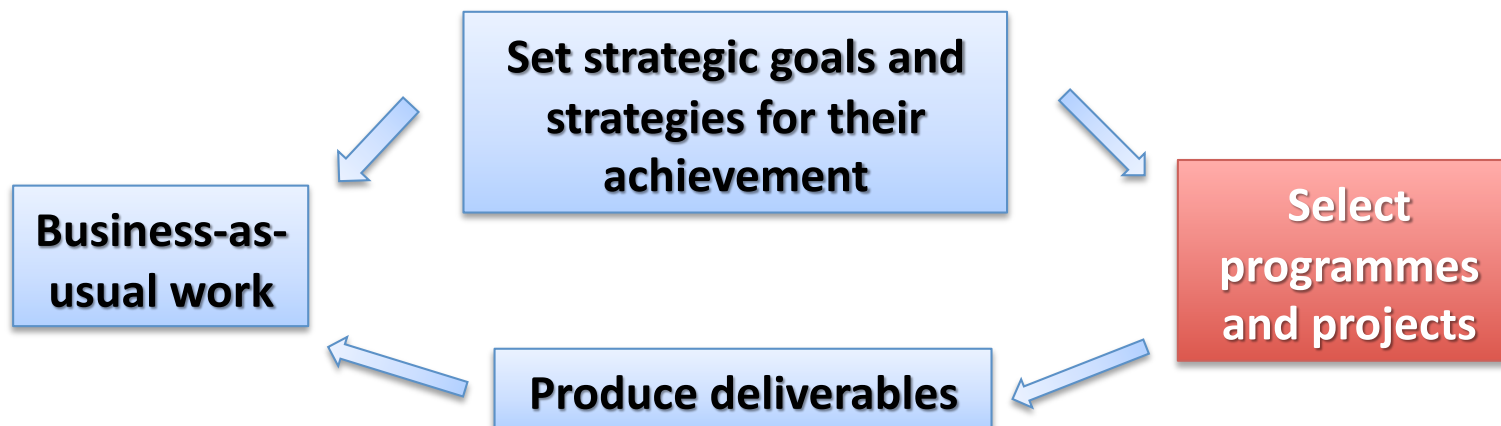 Set strategic goals and
strategies for their
achievement
Business-as-
usual work
Select
programmes
and projects
Produce deliverables